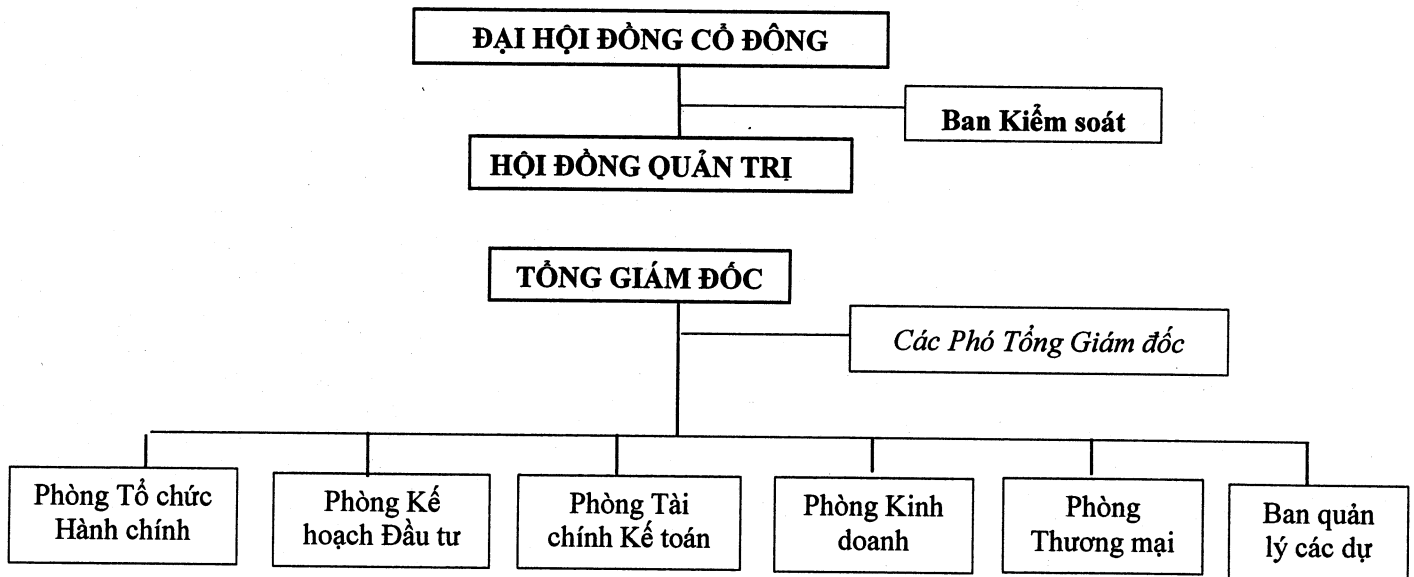 ĐẠI HỘI ĐỒNG CỔ ĐÔNG
Ban Kiểm soát
HỘI ĐỒNG QUẢN TRỊ
TỔNG GIÁM ĐỐC
Các Phó Tổng Giám đốc
Phòng Tổ chức
Hành chính
Phòng Kế
hoạch Đầu tư
Phòng Tài
chính Kế toán
Phòng Kinh
doanh
Phòng
Thương mại
Ban quản
lý các dự